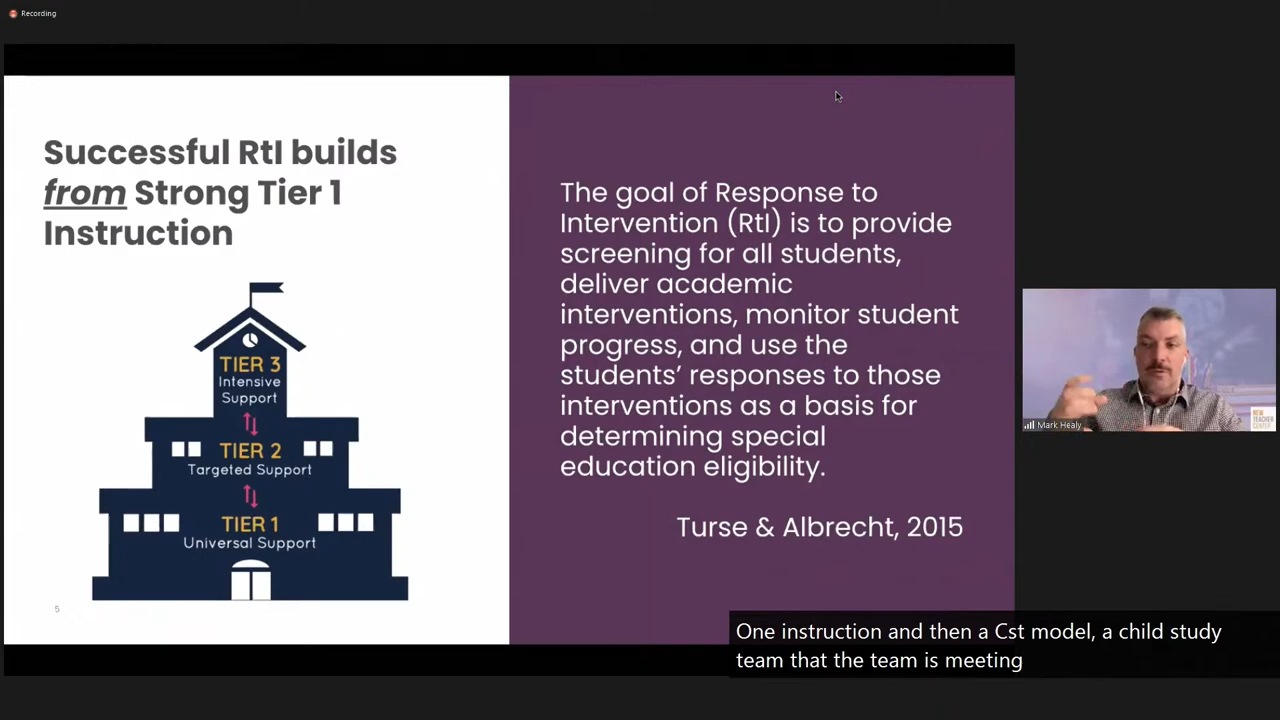 Recording
Successful RtI builds
from Strong Tier 1
Instruction
TIER 3
Intensive
Support
TIER 2
Targeted Support
TIER 1
Universal Support
5
The goal of Response to
Intervention (RtI) is to provide
screening for all students,
deliver academic
interventions, monitor student
progress, and use the
students’ responses to those
interventions as a basis for
determining special
education eligibility.
Turse & Albrecht, 2015
NEW
TEACHER
CENTER
Mark Healy
One instruction and then a Cst model, a child study
team that the team is meeting